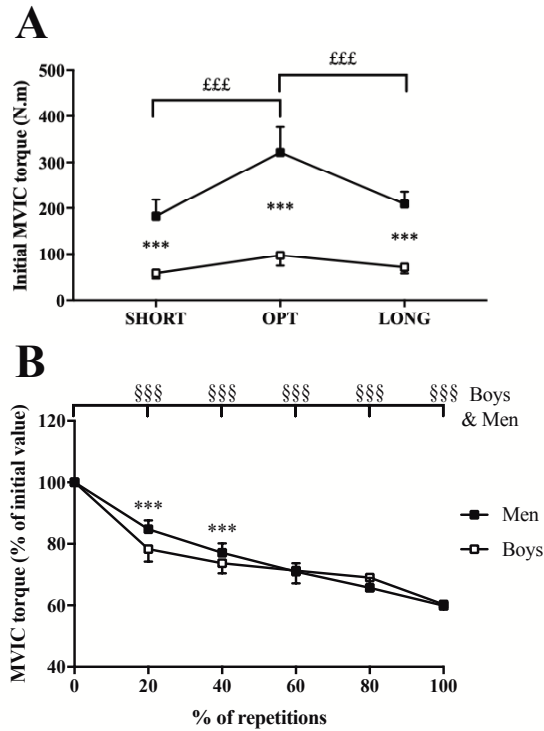 A
Initial MVIC torque (N.m)
500
400
300
200
100
0
£££
£££
***
***
***
SHORT OPT LONG
B
§§§ §§§ §§§ §§§ §§§ Boys
& Men
MVIC torque (% of initial value)
120
100
80
60
40
***
***
Men
Boys
0 20 40 60 80 100
% of repetitions